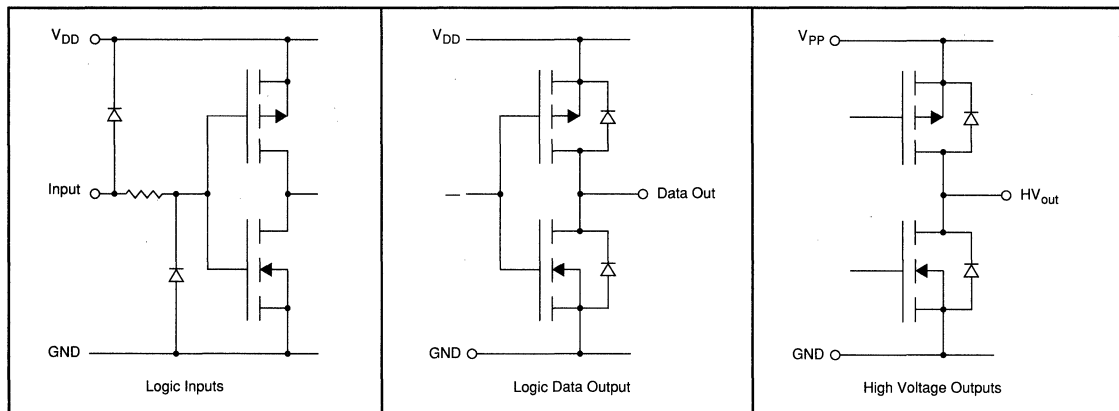 VDD
Input
GND
Logic Inputs
VDD
Data Out
GND
Logic Data Output
VPP
HVout
GND
High Voltage Outputs